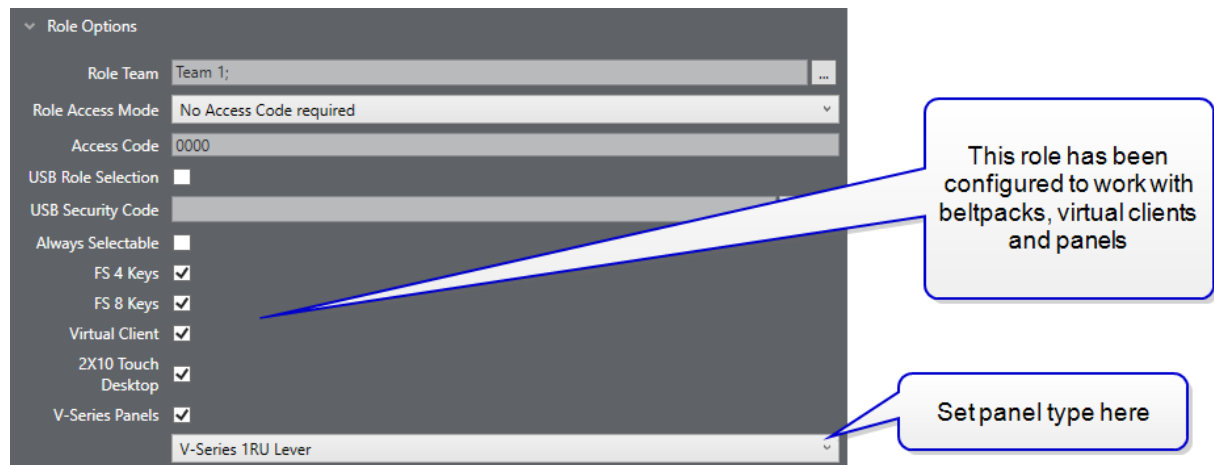 Role Options
Role Team Team 1; ...
Role Access Mode No Access Code required
Access Code 0000
USB Role Selection
USB Security Code
Always Selectable
FS 4 Keys
FS 8 Keys
Virtual Client
2X10 Touch
Desktop
V-Series Panels
V-Series 1RU Lever
This role has been
configured to work with
beltpacks, virtual clients
and panels
Set panel type here